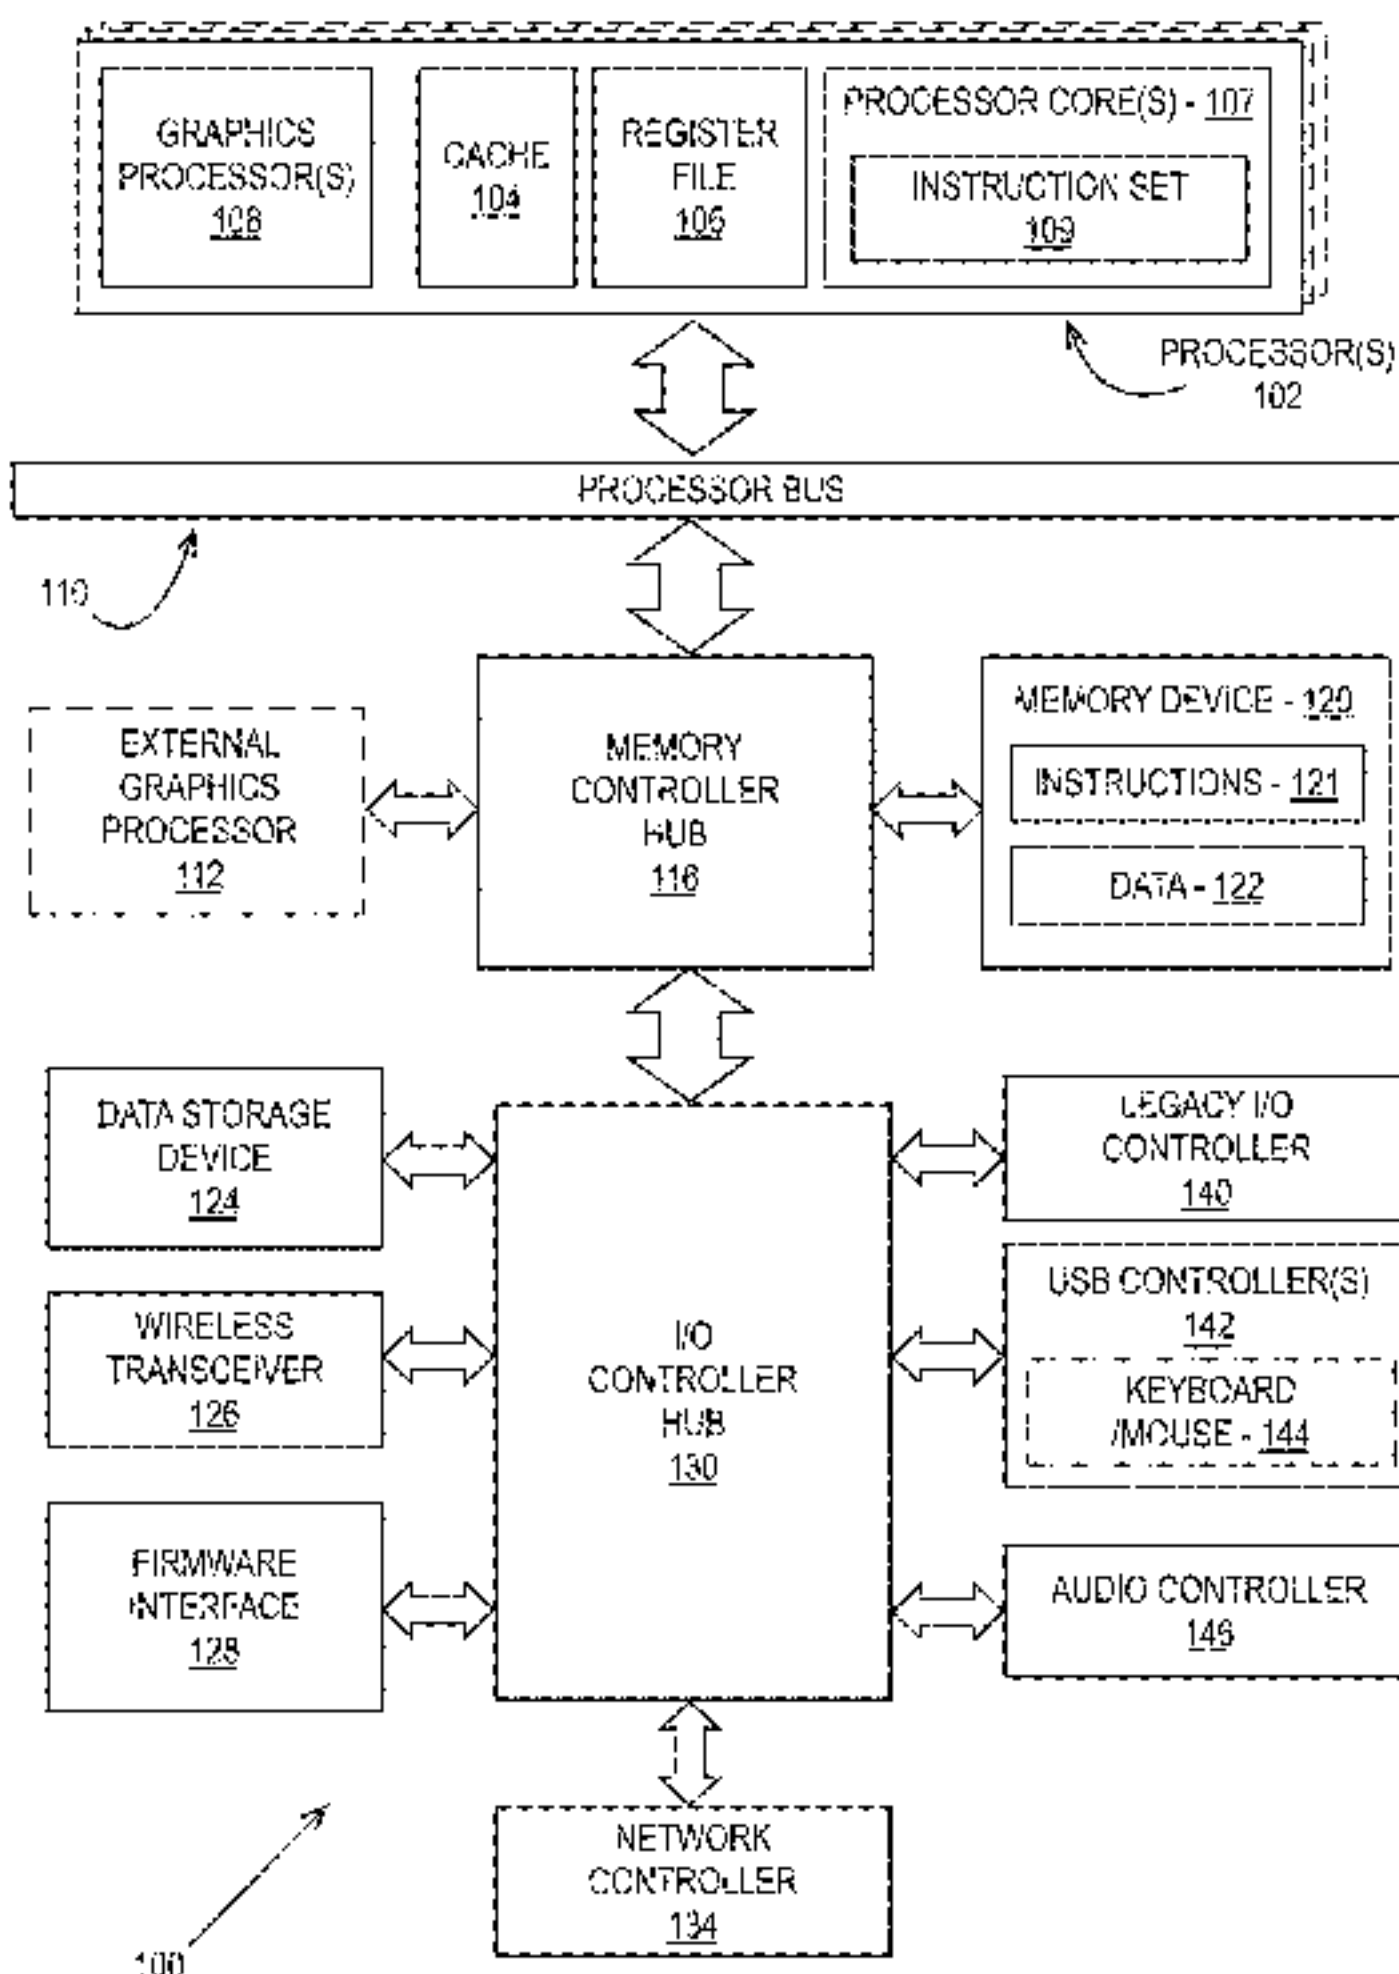 GRAPHICS
PROCESSOR(S)
108
CACHE
104
REGISTER
FILE
106
PROCESSOR CORE(S) - 107
INSTRUCTION SET
109
PROCESSOR(S)
102
PROCESSOR BUS
110
EXTERNAL
GRAPHICS
PROCESSOR
112
MEMORY
CONTROLLER
HUB
116
MEMORY DEVICE - 120
INSTRUCTIONS - 121
DATA - 122
DATA STORAGE
DEVICE
124
LEGACY I/O
CONTROLLER
140
WIRELESS
TRANSCEIVER
126
I/O
CONTROLLER
HUB
130
USB CONTROLLER(S)
142
KEYBOARD
/MOUSE - 144
FIRMWARE
INTERFACE
128
AUDIO CONTROLLER
146
NETWORK
CONTROLLER
134
100